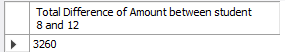 Total Difference of Amount between student
8 and 12
3260